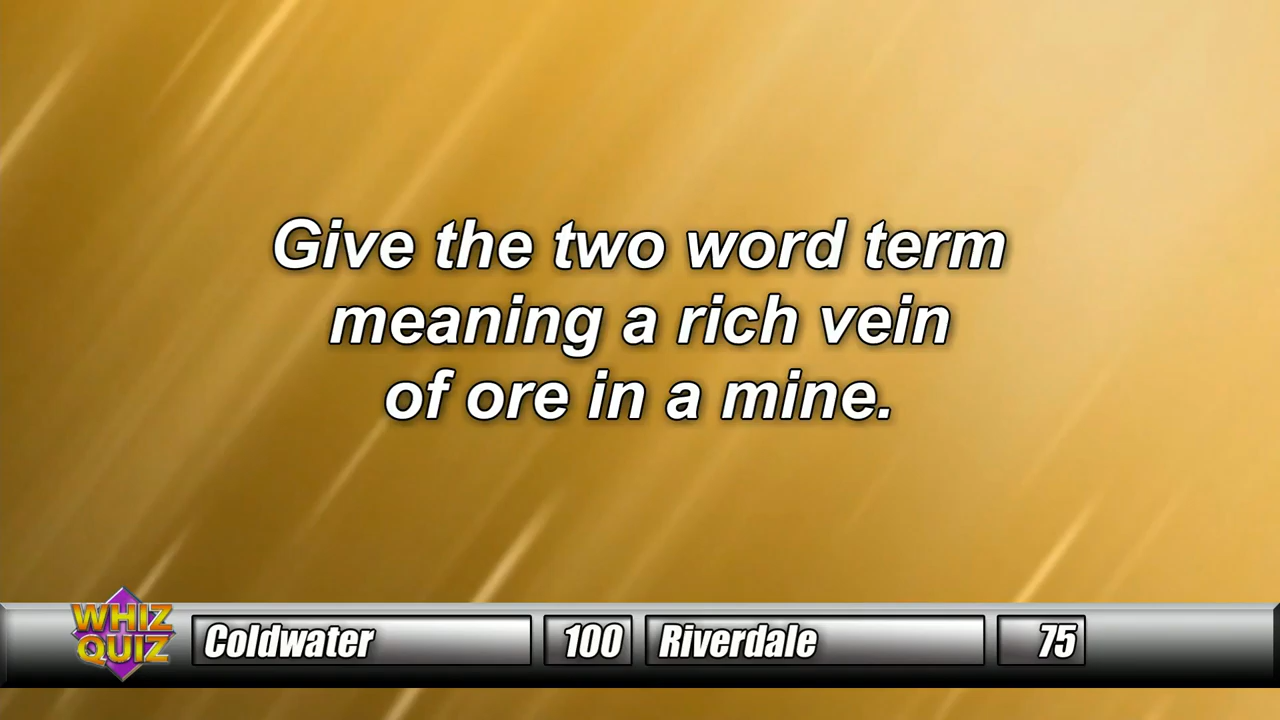 Give the two word term
meaning a rich vein
of ore in a mine.
WHIZ
QUIZ
Coldwater 100 Riverdale 75